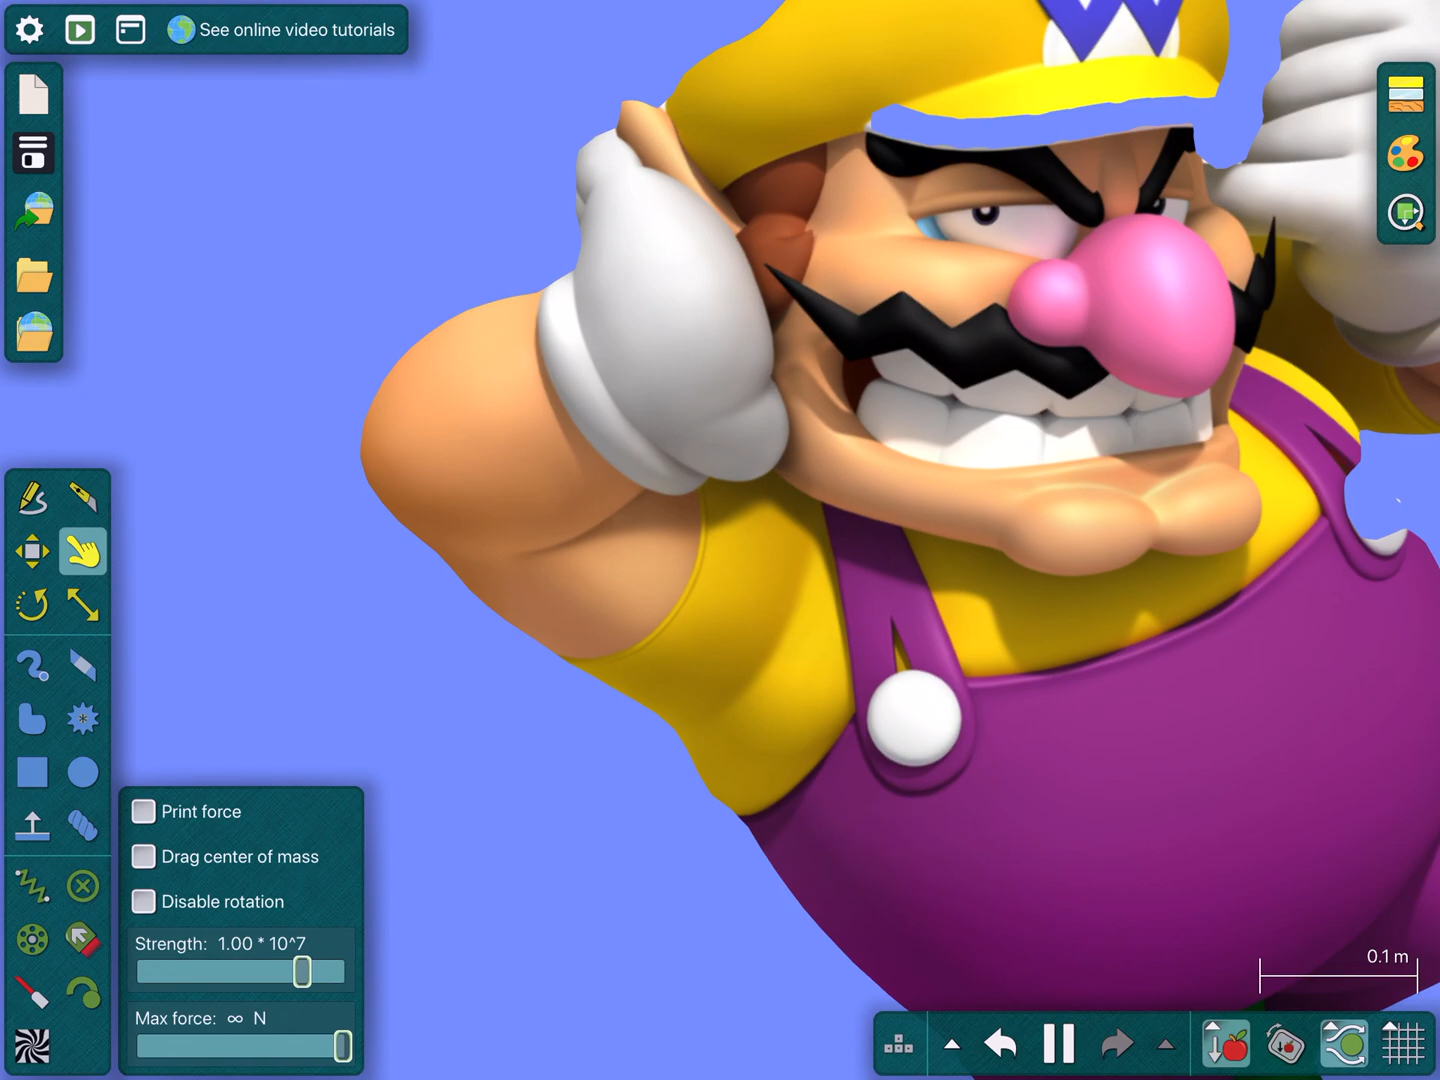 See online video tutorials
W
Print force
Drag center of mass
Disable rotation
Strength: 1.00 * 10^7
Max force: ∞ N
0.1 m